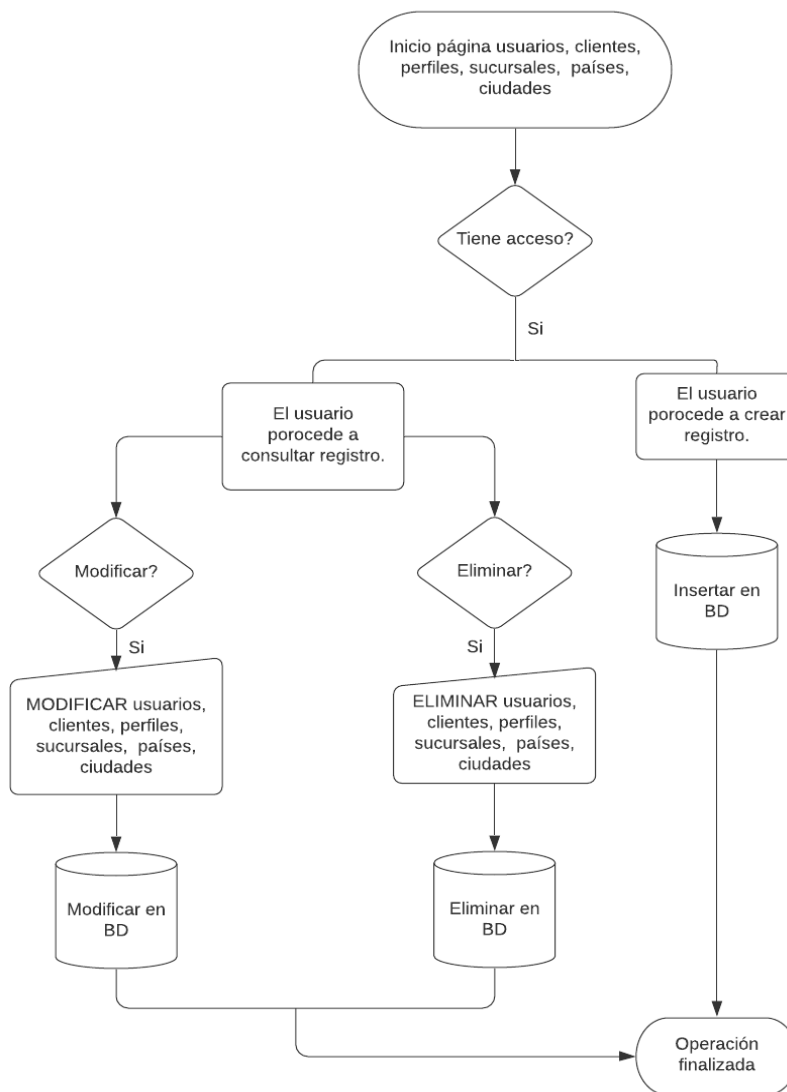 Inicio página usuarios, clientes,
perfiles, sucursales, países,
ciudades
Tiene acceso?
Si
El usuario
porocede a
consultar registro.
El usuario
porocede a crear
registro.
Modificar?
Eliminar?
Insertar en
BD
Si
Si
MODIFICAR usuarios,
clientes, perfiles,
sucursales, países,
ciudades
ELIMINAR usuarios,
clientes, perfiles,
sucursales, países,
ciudades
Modificar en
BD
Eliminar en
BD
Operación
finalizada